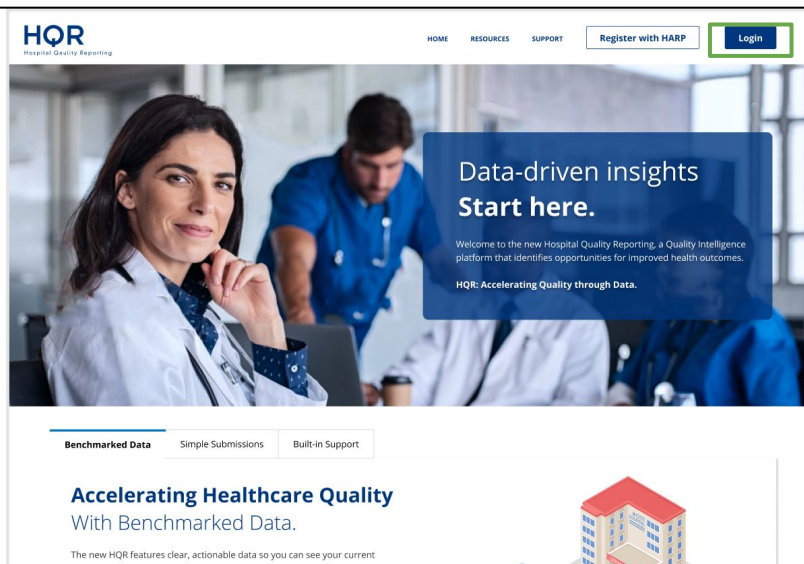 HQR
Hospital Qaulity Reporting
HOME RESOURCES SUPPORT Register with HARP Login
Data-driven insights
Start here.
Welcome to the new Hospital Quality Reporting, a Quality Intelligence
platform that identifies opportunities for improved health outcomes.
HQR: Accelerating Quality through Data.
Benchmarked Data Simple Submissions Built-in Support
Accelerating Healthcare Quality
With Benchmarked Data.
The new HQR features clear, actionable data so you can see your current